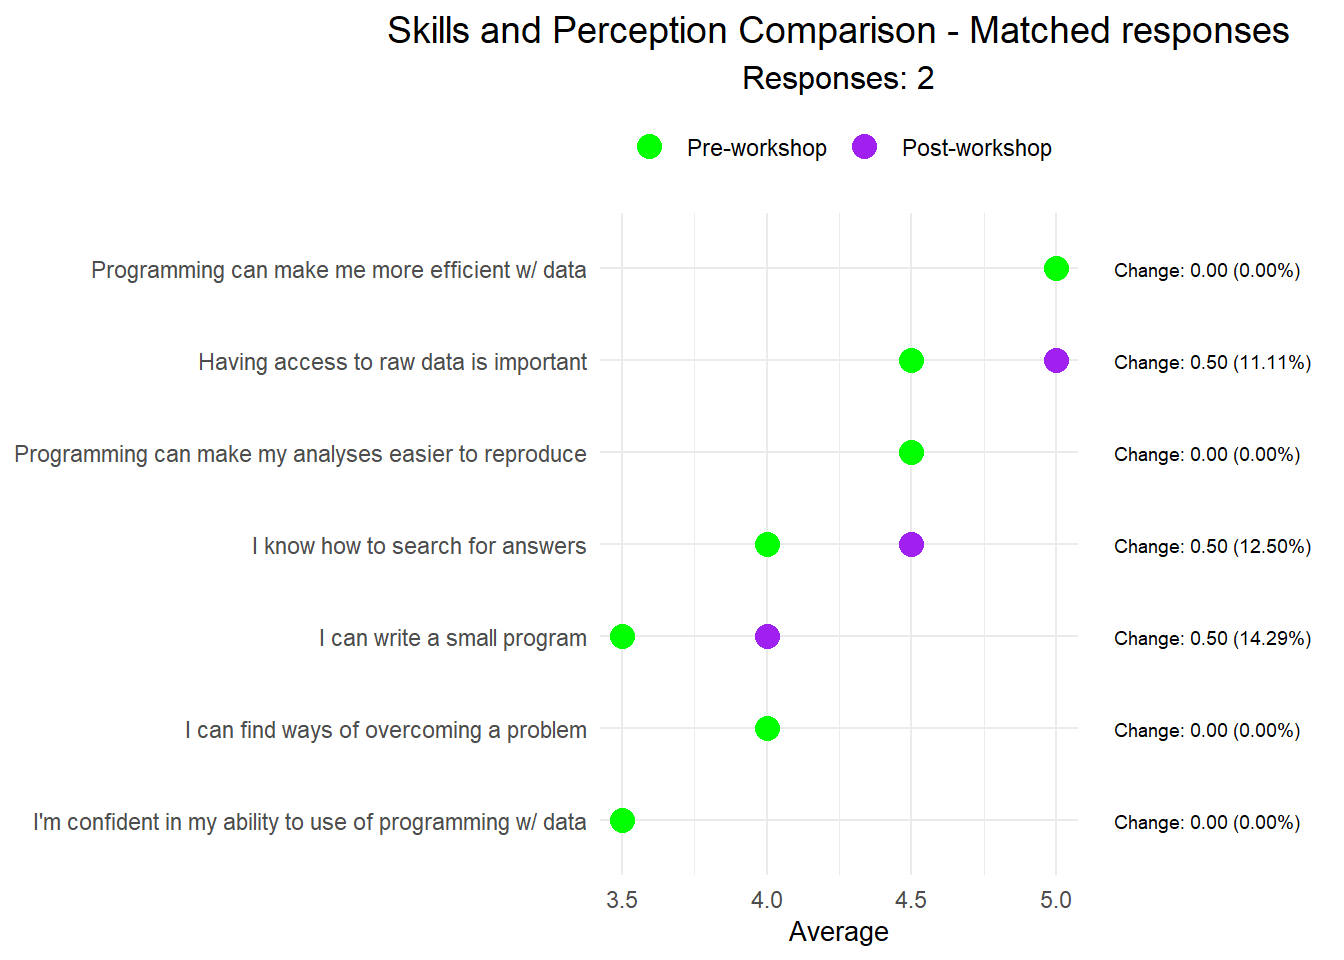 Skills and Perception Comparison - Matched responses
Responses: 2
Pre-workshop Post-workshop
Programming can make me more efficient w/ data Change: 0.00 (0.00%)
Having access to raw data is important Change: 0.50 (11.11%)
Programming can make my analyses easier to reproduce Change: 0.00 (0.00%)
I know how to search for answers Change: 0.50 (12.50%)
I can write a small program Change: 0.50 (14.29%)
I can find ways of overcoming a problem Change: 0.00 (0.00%)
I'm confident in my ability to use of programming w/ data Change: 0.00 (0.00%)
3.5 4.0 4.5 5.0
Average